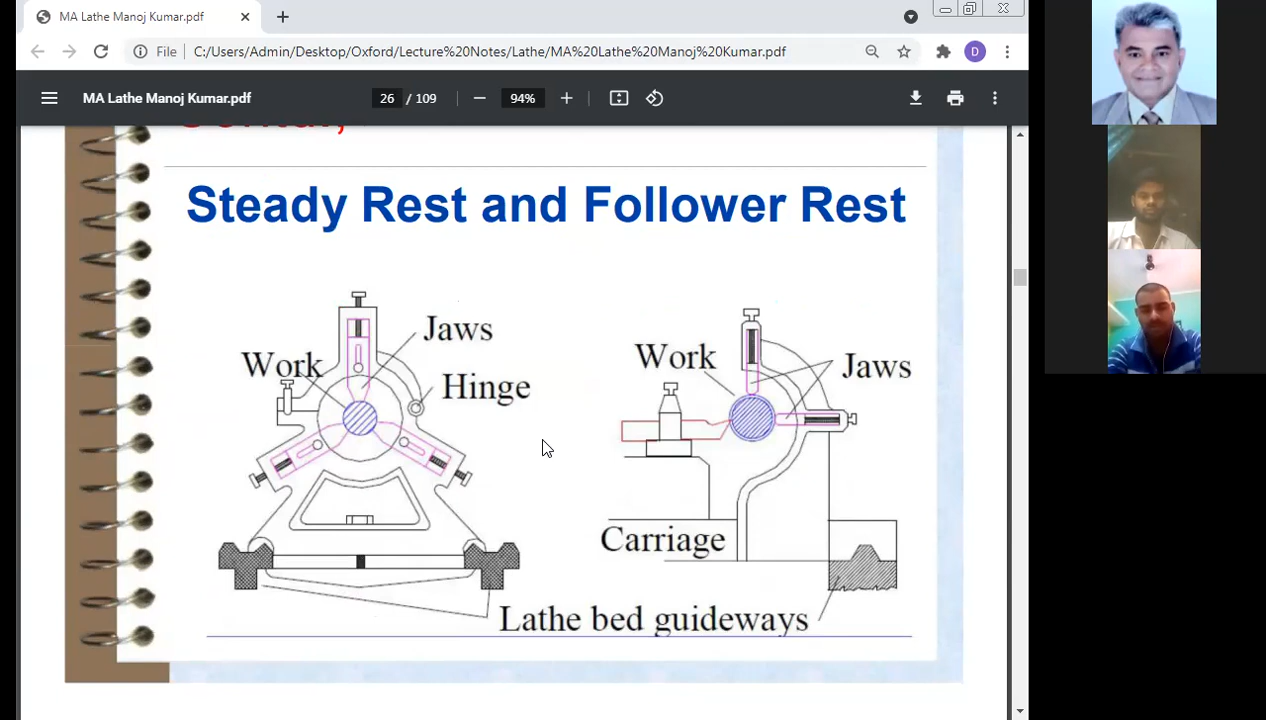 MA Lathe Manoj Kumar.pdf
File C:/Users/Admin/Desktop/Oxford/Lecture%20Notes/Lathe/MA%20Lathe%20Manoj%20Kumar.pdf
D
MA Lathe Manoj Kumar.pdf
26 / 109
94%
Steady Rest and Follower Rest
Jaws
Work
Hinge
Work
Jaws
Carriage
Lathe bed guideways